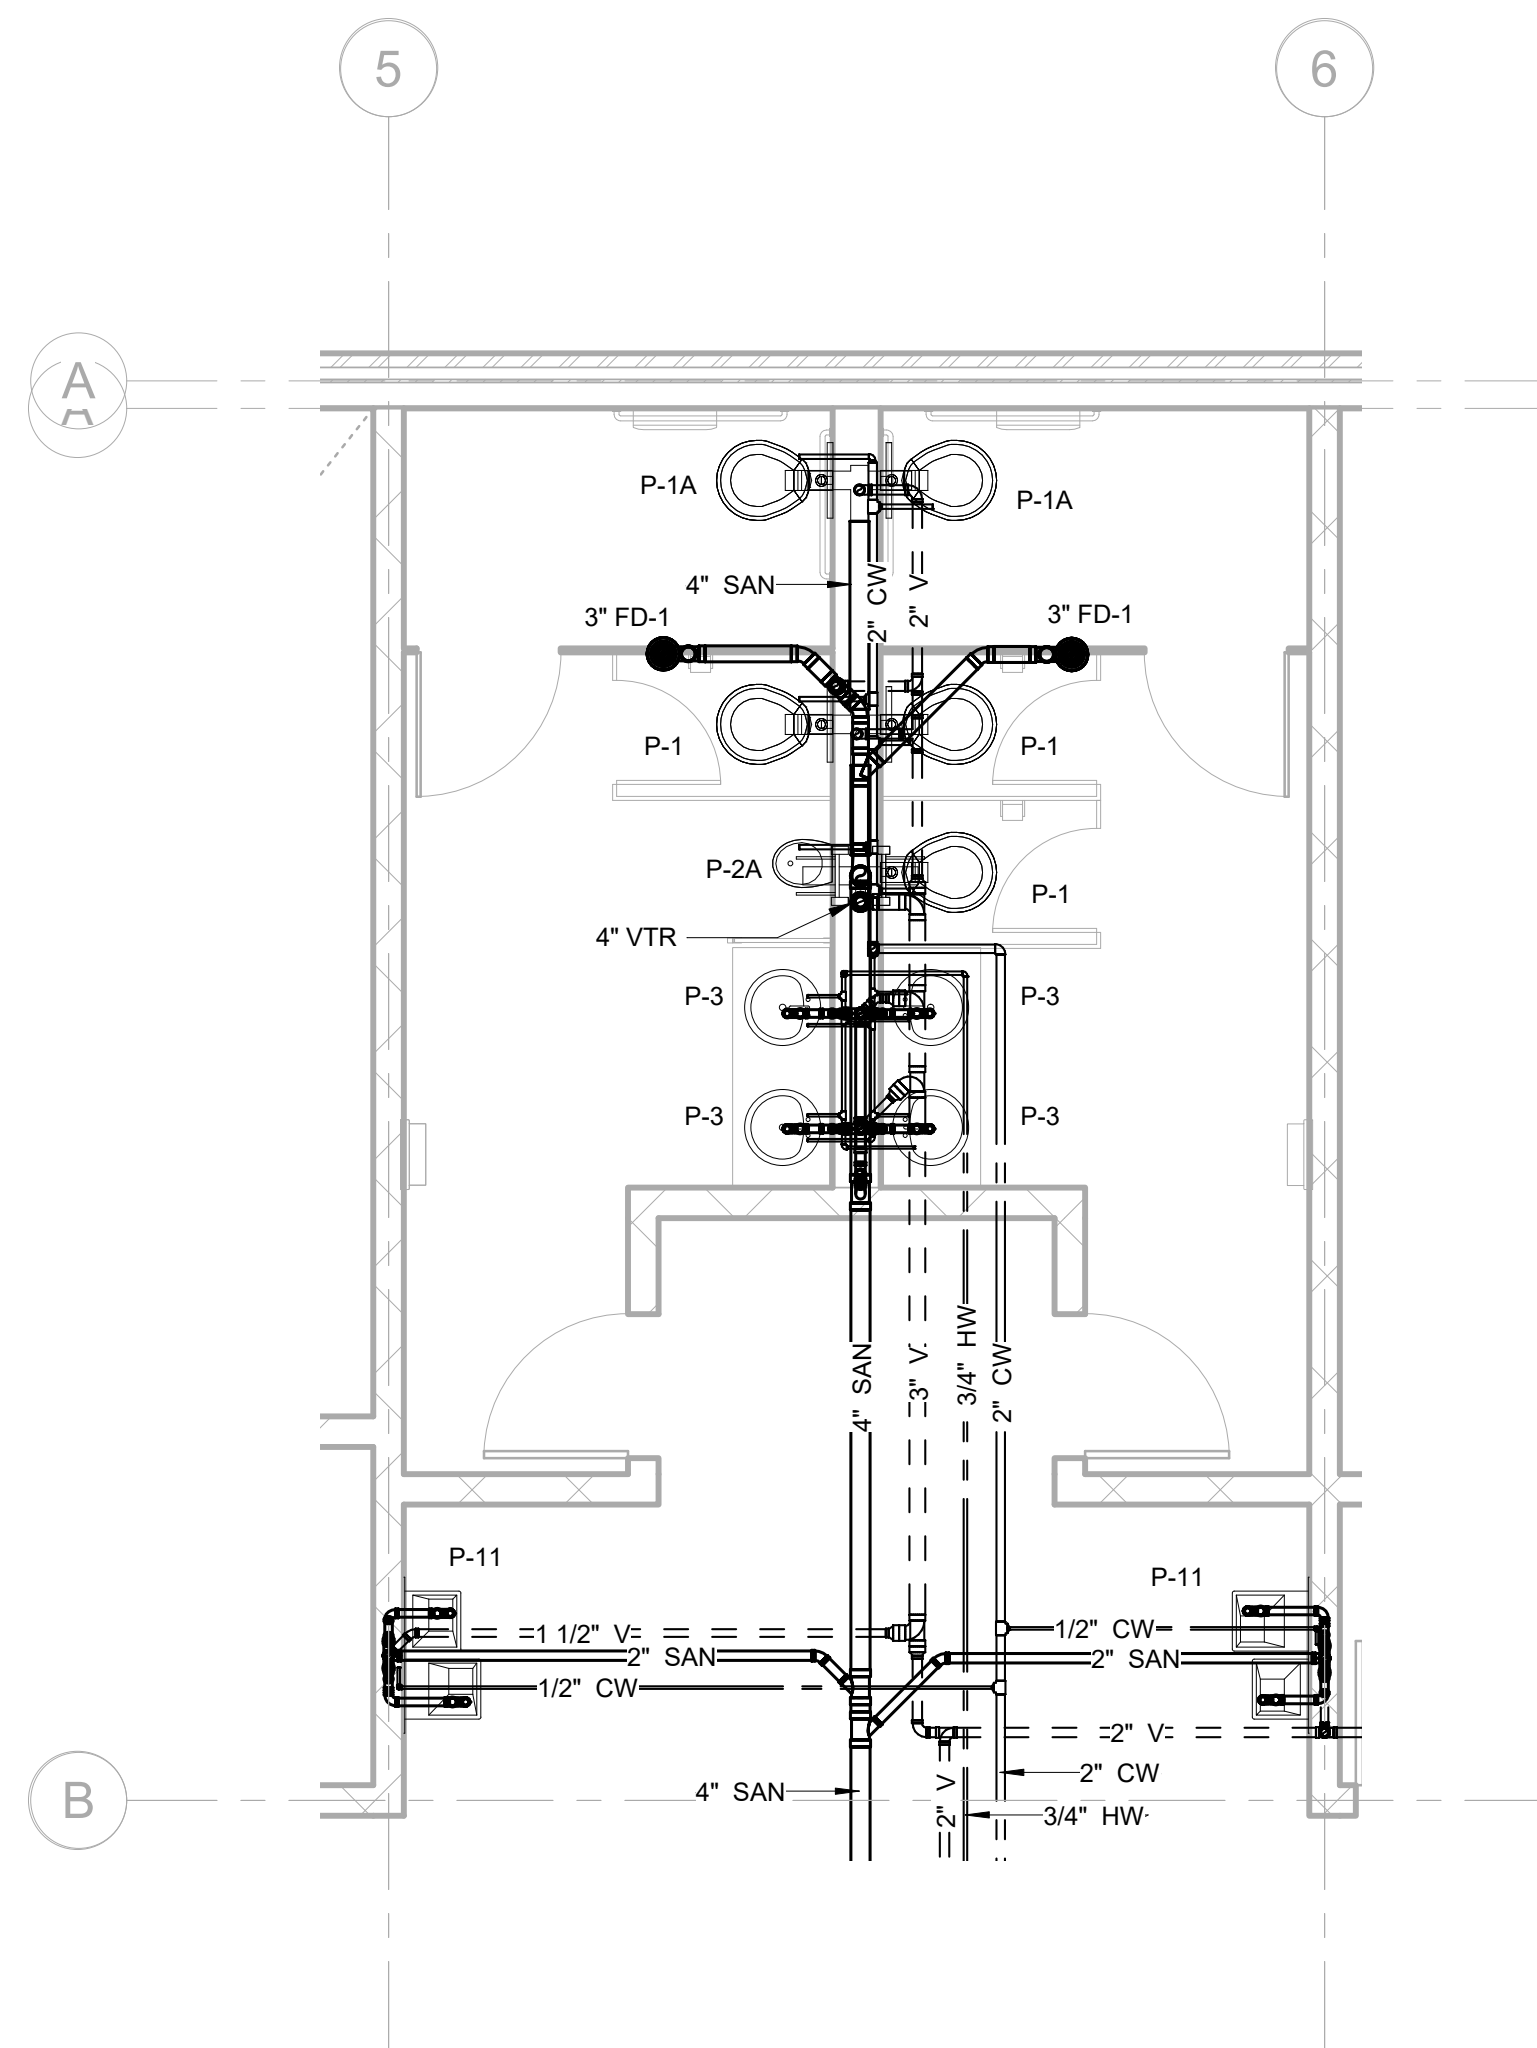 5
6
A
A
P-1A
P-1A
4" SAN
2" CW
2" V
3" FD-1
3" FD-1
P-1
P-1
P-2A
P-1
4" VTR
P-3
P-3
P-3
P-3
4" SAN
3" V
3/4" HW
2" CW
P-11
P-11
1 1/2" V
1/2" CW
2" SAN
2" SAN
1/2" CW
2" V
2" CW
4" SAN
2" V
3/4" HW
B